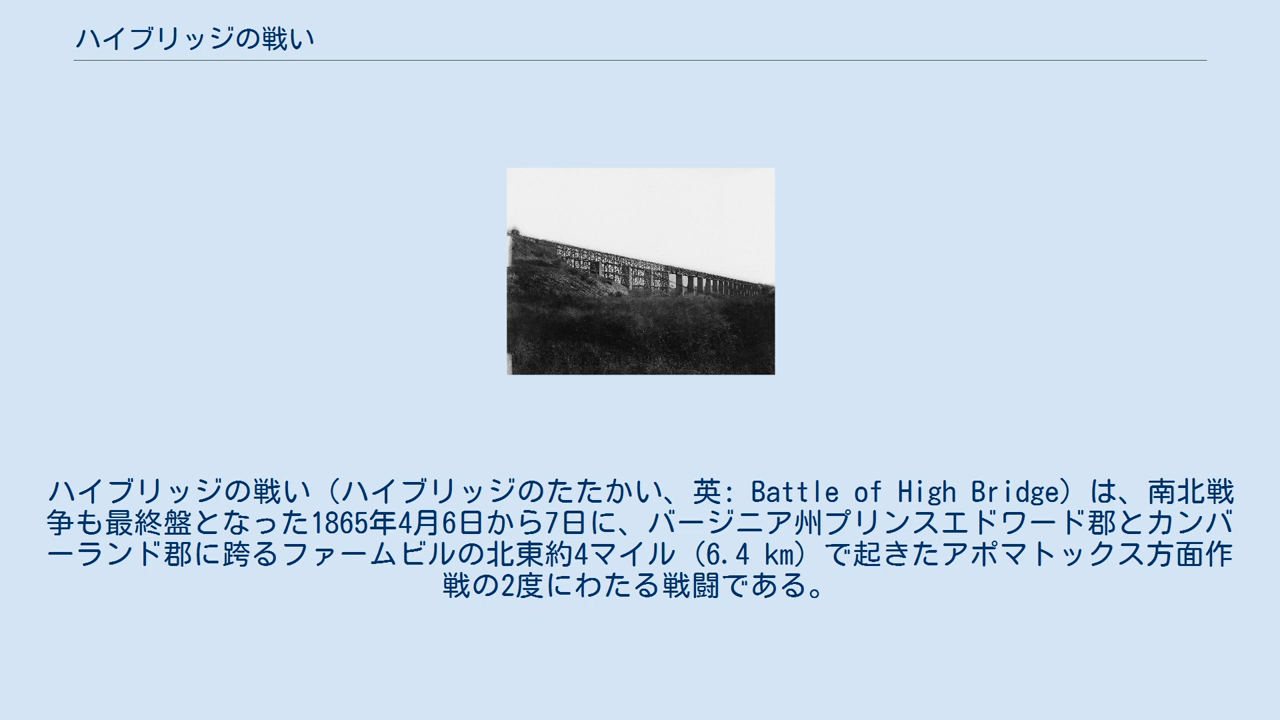 ハイブリッジの戦い
ハイブリッジの戦い（ハイブリッジのたたかい、英: Battle of High Bridge）は、南北戦
争も最終盤となった1865年4月6日から7日に、バージニア州プリンスエドワード郡とカンバ
ーランド郡に跨るファームビルの北東約4マイル（6.4 km）で起きたアポマトックス方面作
戦の2度にわたる戦闘である。